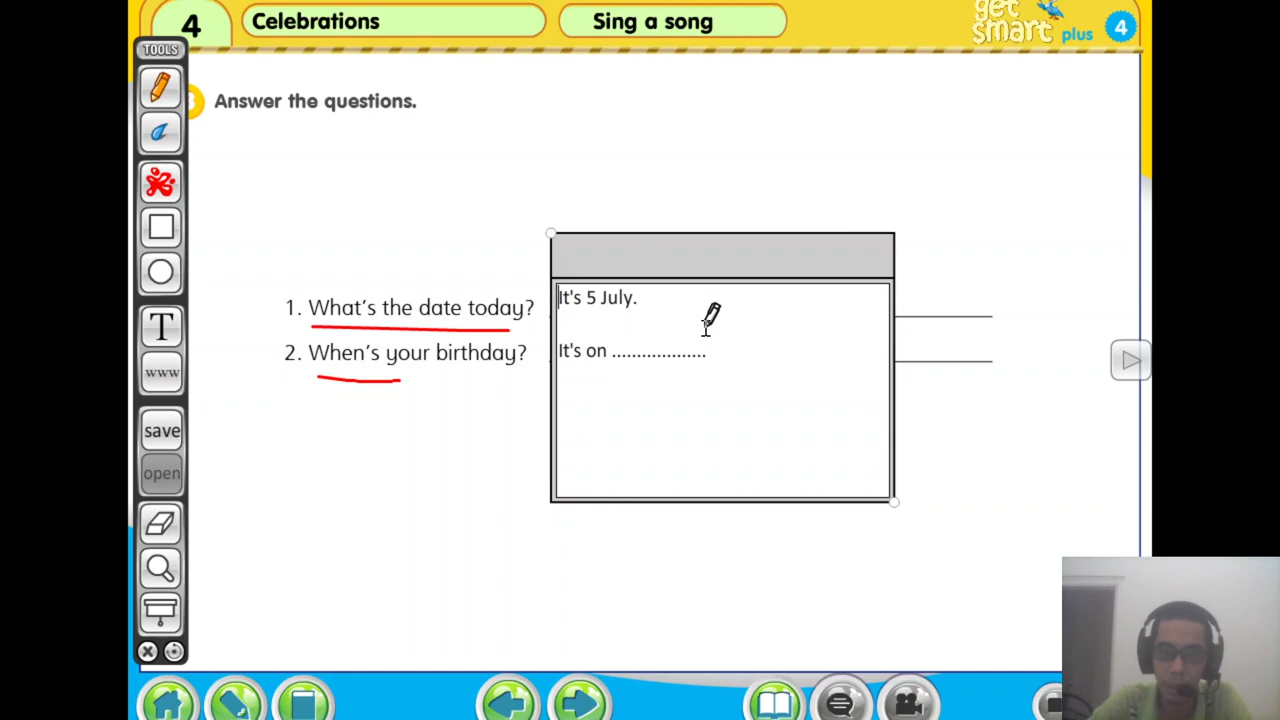 4
Celebrations
Sing a song
get smart plus 4
TOOLS
Answer the questions.
1. What's the date today?
It's 5 July.
2. When's your birthday?
It's on ...................
T
www
save
open